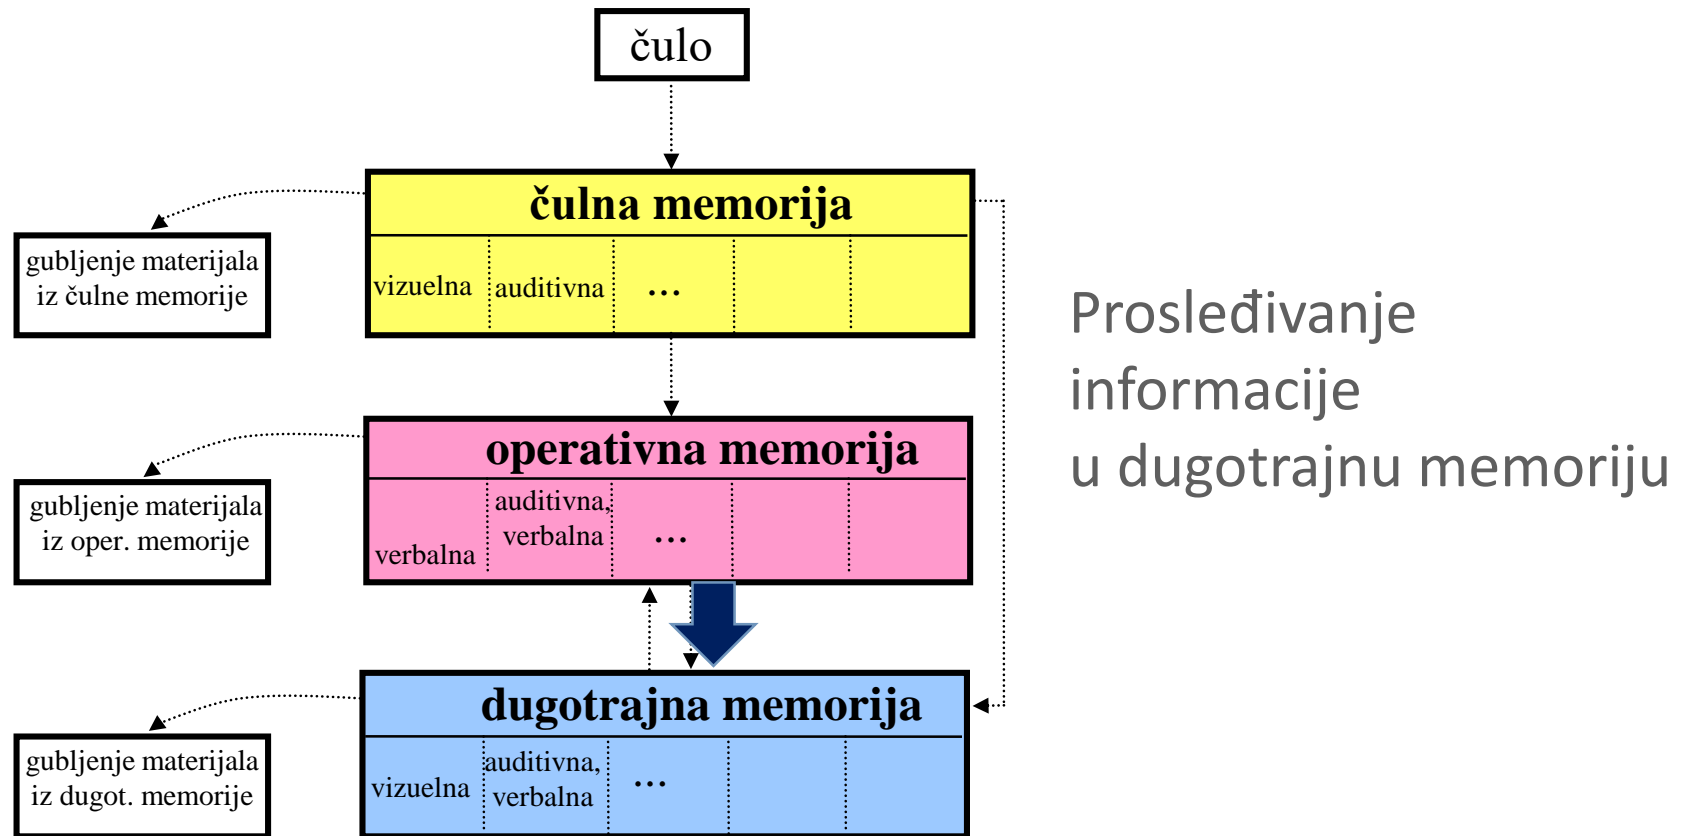 čulo
čulna memorija
gubljenje materijala
iz čulne memorije
vizuelna
auditivna
...
Prosleđivanje
informacije
u dugotrajnu memoriju
operativna memorija
gubljenje materijala
iz oper. memorije
verbalna
auditivna,
verbalna
...
dugotrajna memorija
gubljenje materijala
iz dugot. memorije
vizuelna
auditivna,
verbalna
...